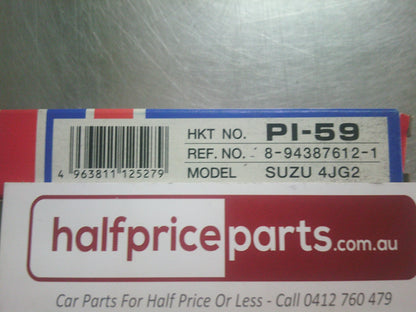 HKT NO. PI-59
REF. NO. 8-94387612-1
4 963811 125279
MODEL SUZU 4JG2
halfpriceparts.com.au
Car Parts For Half Price Or Less - Call 0412 760 479